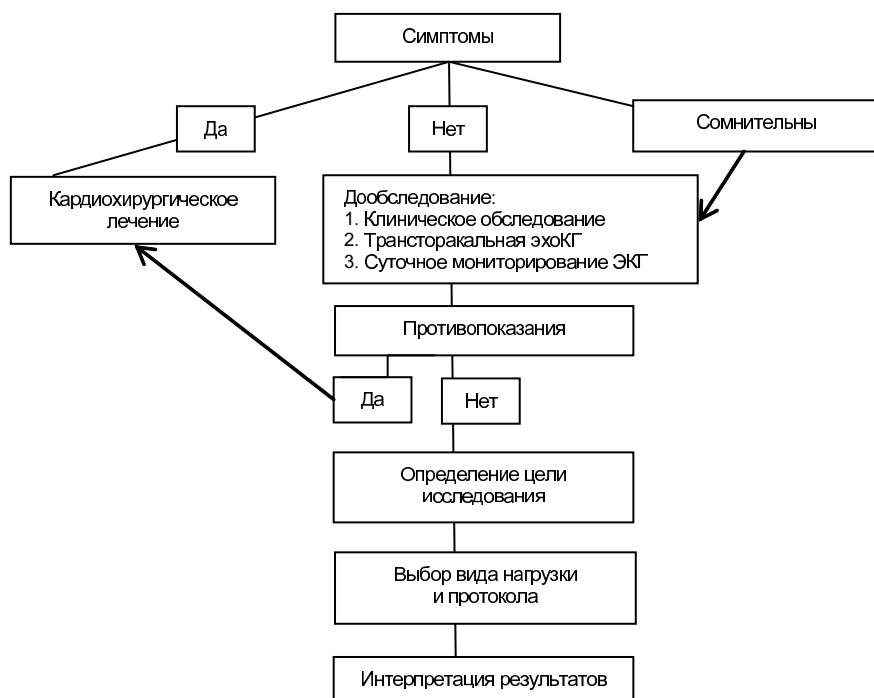 Симптомы
Да
Нет
Сомнительны
Кардиохирургическое
лечение
Дообследование:
1. Клиническое обследование
2. Трансторакальная эхоКГ
3. Суточное мониторирование ЭКГ
Противопоказания
Да
Нет
Определение цели
исследования
Выбор вида нагрузки
и протокола
Интерпретация результатов